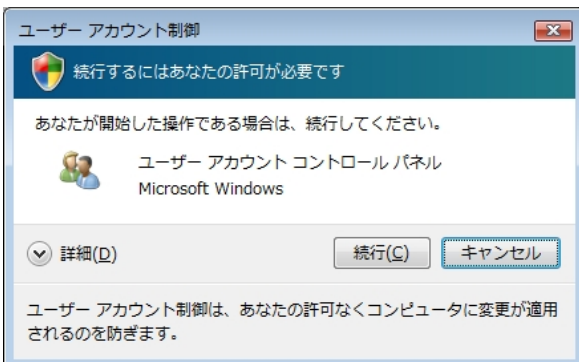 ユーザー アカウント制御
続行するにはあなたの許可が必要です
あなたが開始した操作である場合は、続行してください。
ユーザー アカウント コントロール パネル
Microsoft Windows
詳細(D)
続行(C)
キャンセル
ユーザー アカウント制御は、あなたの許可なくコンピュータに変更が適用
されるのを防ぎます。